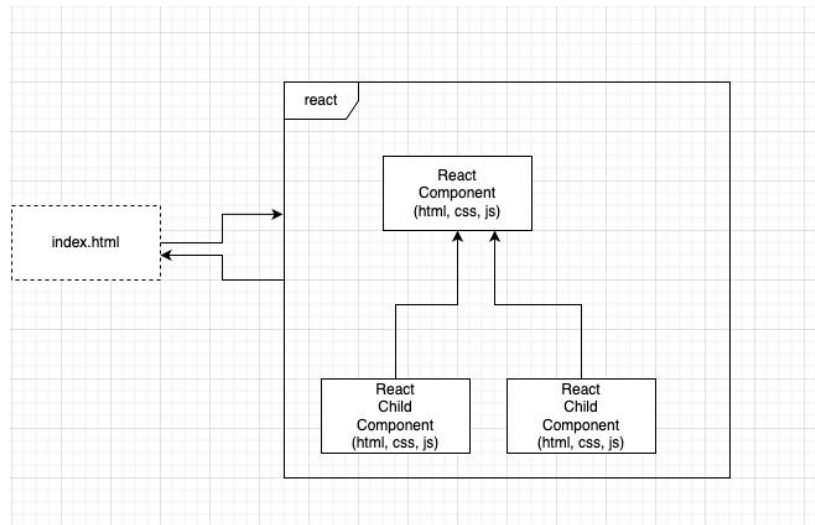 react
React
Component
(html, css, js)
index.html
React
Child
Component
(html, css, js)
React
Child
Component
(html, css, js)